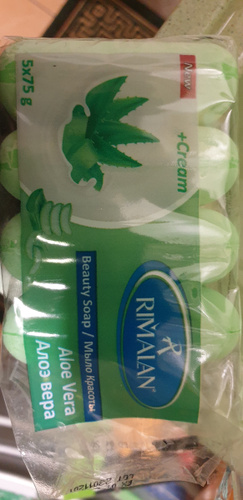 New
+Cream
5x75 g
RIMALAN
Beauty Soap / Мыло Красоты
Aloe Vera
Алоэ вера